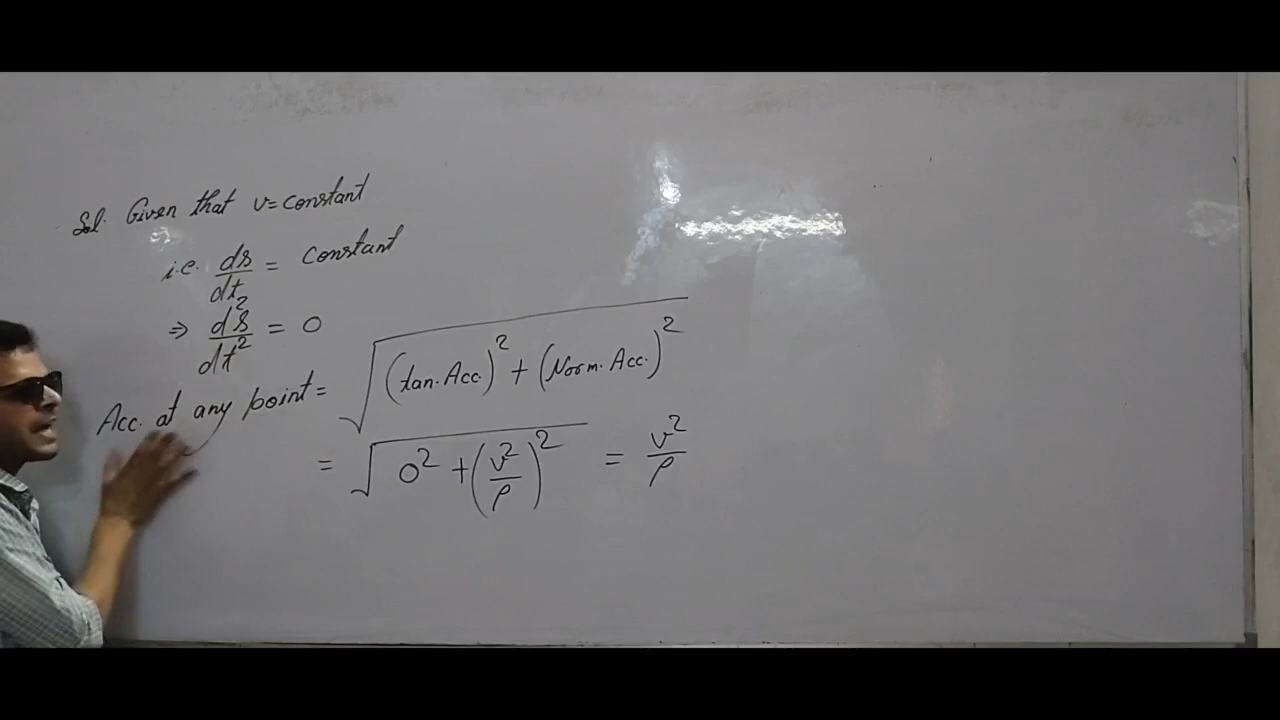 Sol. Given that v = constant
i.e. ds/dt = constant
⇒ d²s/dt² = 0
Acc. at any point = √((tan. Acc.)² + (Norm. Acc.)²)
= √(0² + (v²/ρ)²) = v²/ρ